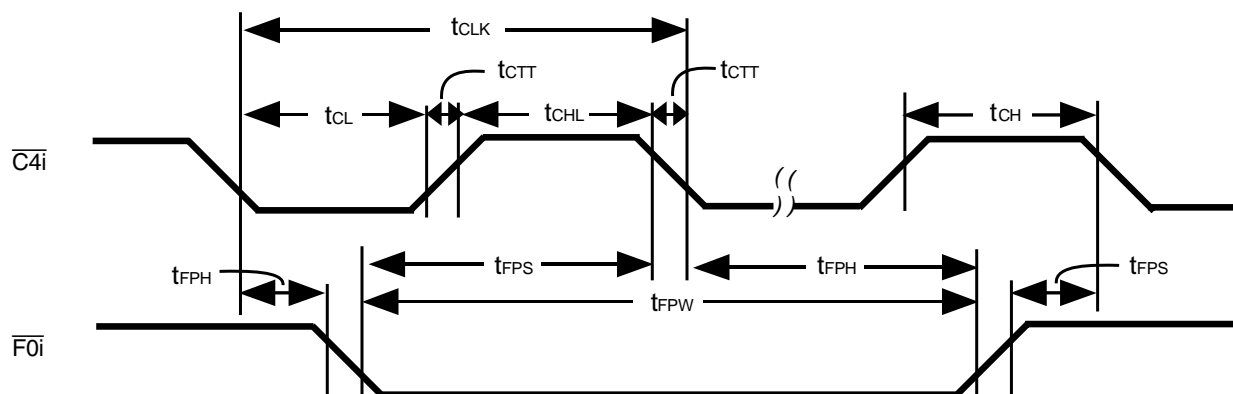 tCLK
tCTT tCTT
tCL tCHL tCH
C4i
tFPH tFPS tFPH tFPS
tFPW
F0i